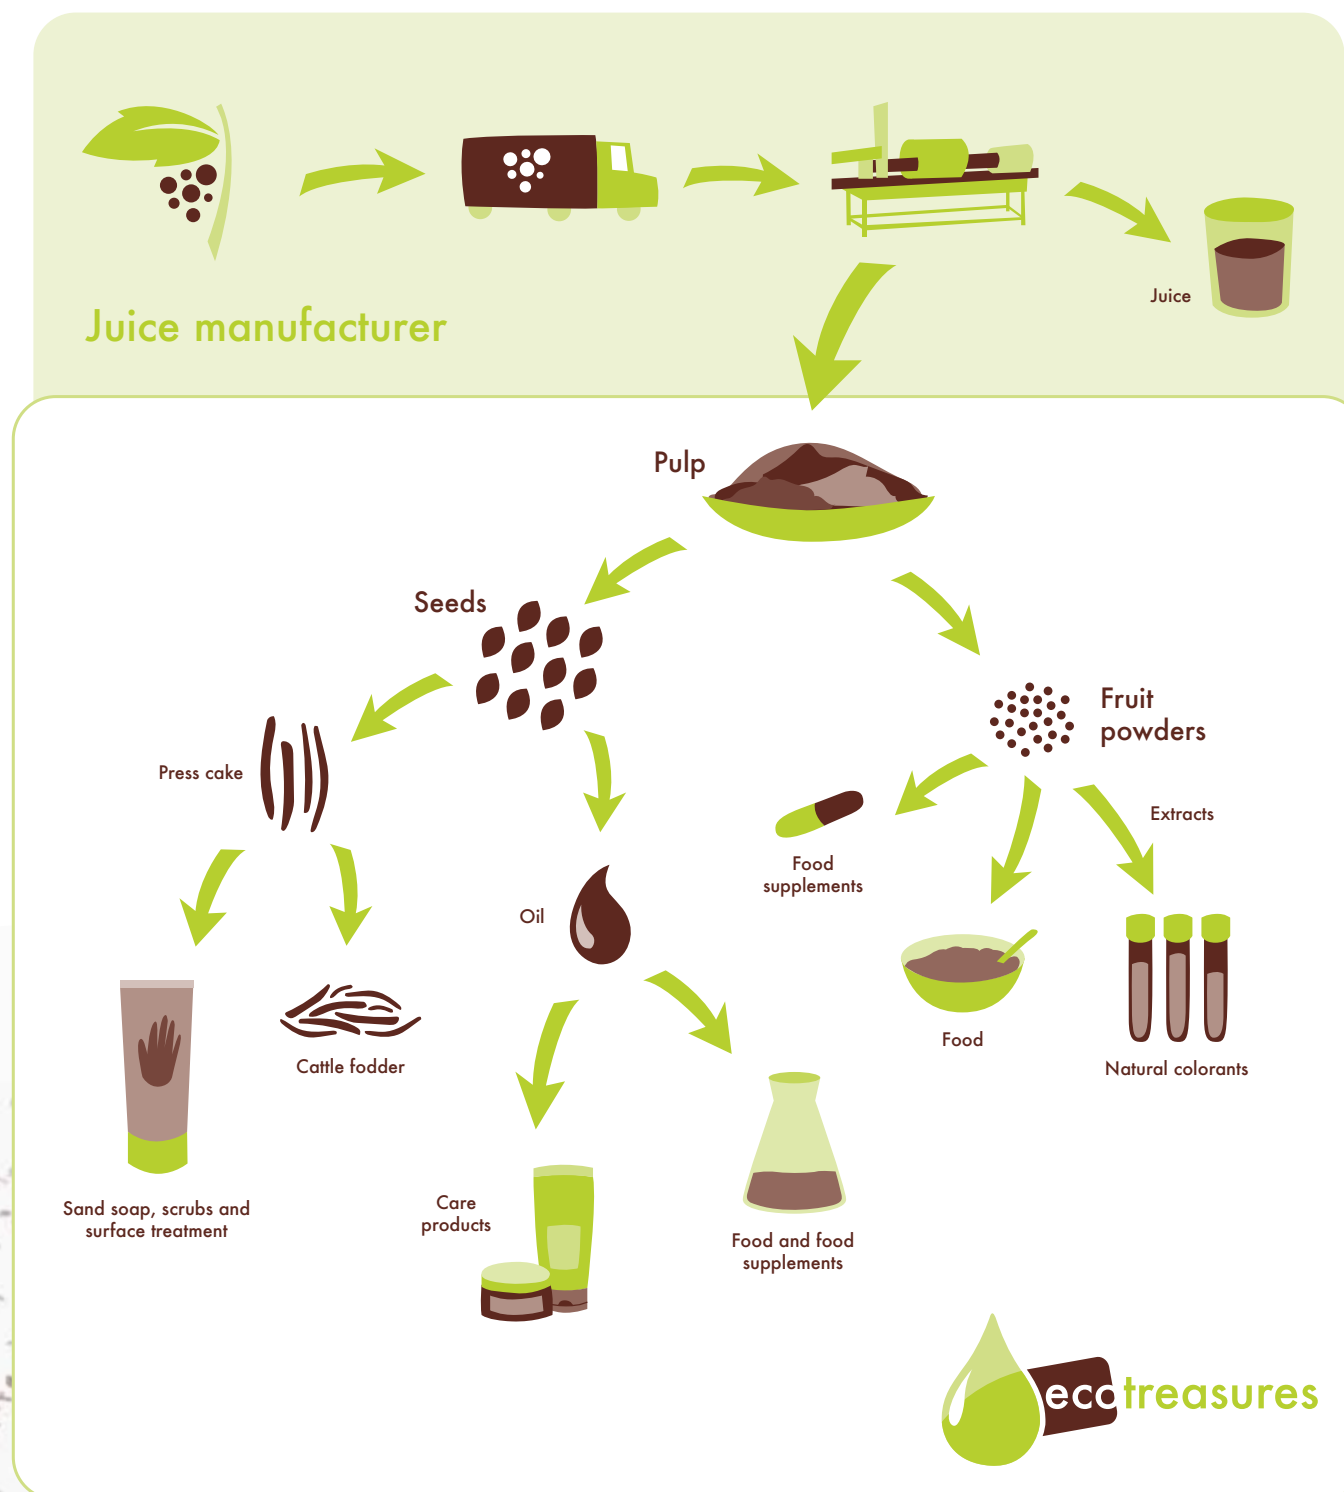 Juice
Juice manufacturer
Pulp
Seeds
Fruit
powders
Press cake
Extracts
Food
supplements
Oil
Food
Cattle fodder
Natural colorants
Sand soap, scrubs and
surface treatment
Care
products
Food and food
supplements
ecotreasures